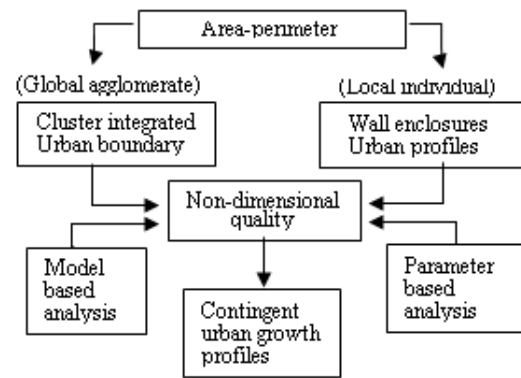 Area-perimeter
(Global agglomerate)
(Local individual)
Cluster integrated
Urban boundary
Wall enclosures
Urban profiles
Non-dimensional
quality
Model
based
analysis
Contingent
urban growth
profiles
Parameter
based
analysis